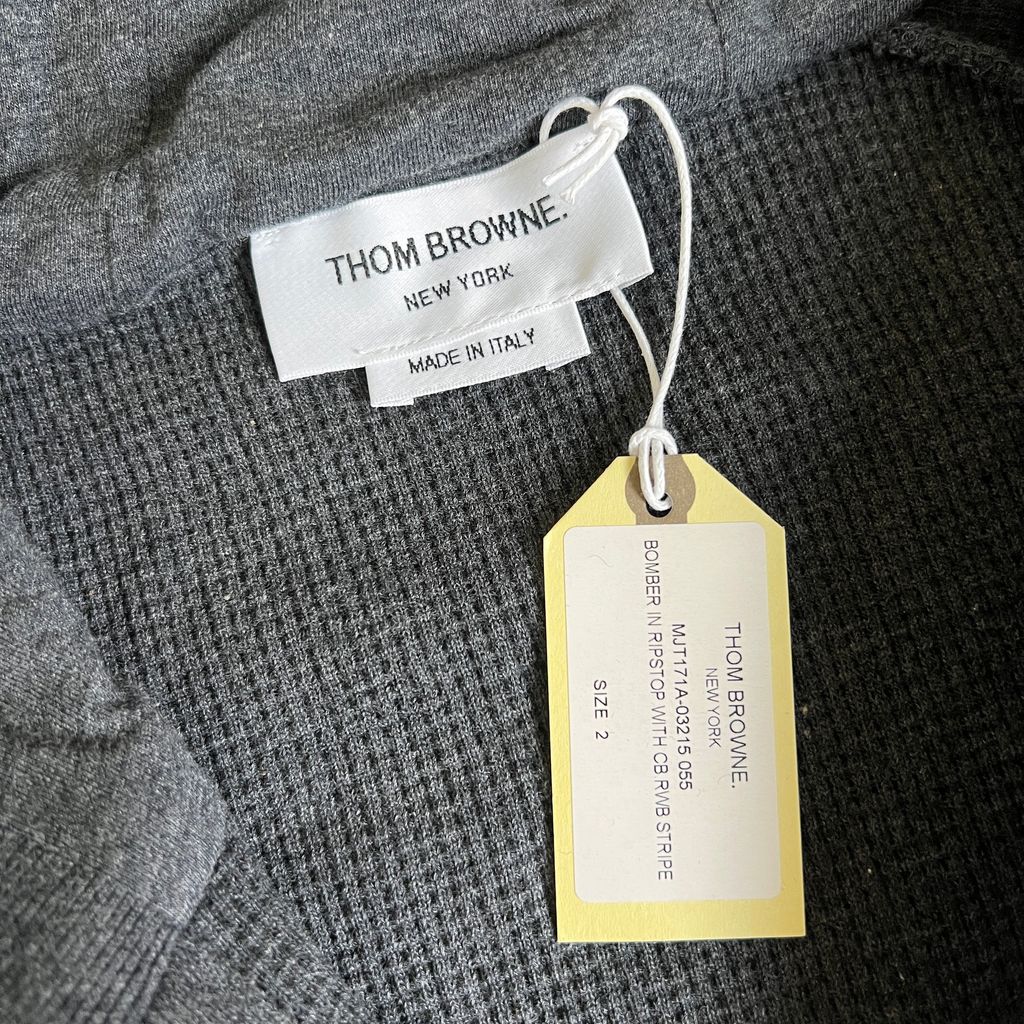 THOM BROWNE.
NEW YORK
MADE IN ITALY
THOM BROWNE.
NEW YORK
MJT171A-03215 055
BOMBER IN RIPSTOP WITH CB RWB STRIPE
SIZE 2